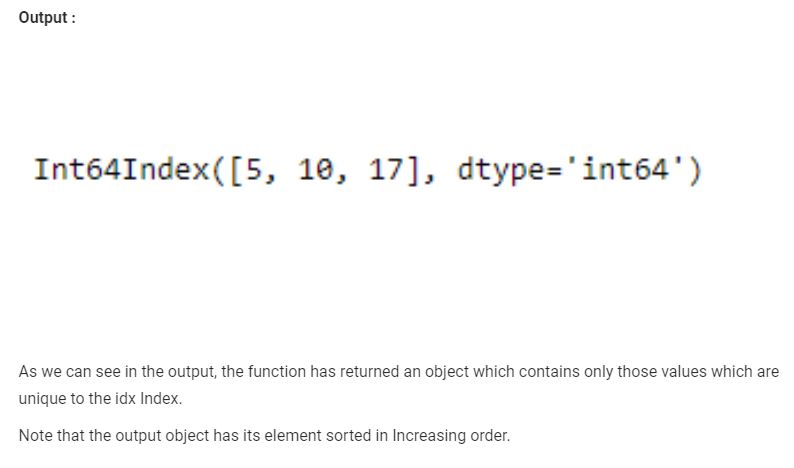 Output :
Int64Index([5, 10, 17], dtype='int64')
As we can see in the output, the function has returned an object which contains only those values which are
unique to the idx Index.
Note that the output object has its element sorted in Increasing order.